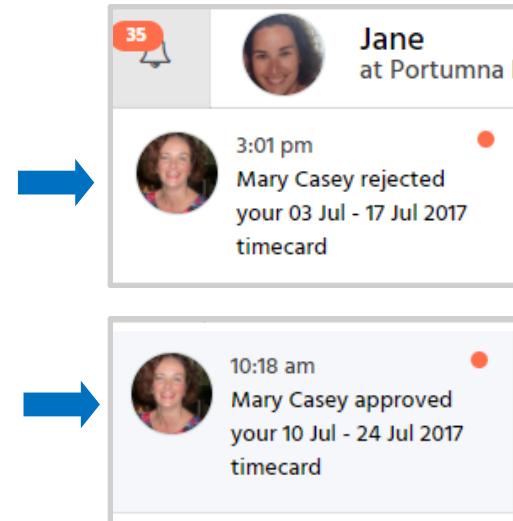 35
Jane
at Portumna
3:01 pm
Mary Casey rejected
your 03 Jul - 17 Jul 2017
timecard
10:18 am
Mary Casey approved
your 10 Jul - 24 Jul 2017
timecard